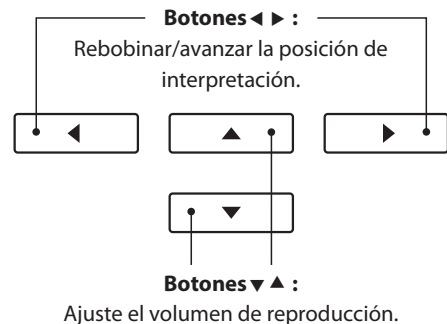 Botones ◀ ▶ :
Rebobinar/avanzar la posición de
interpretación.
Botones ▼ ▲ :
Ajuste el volumen de reproducción.